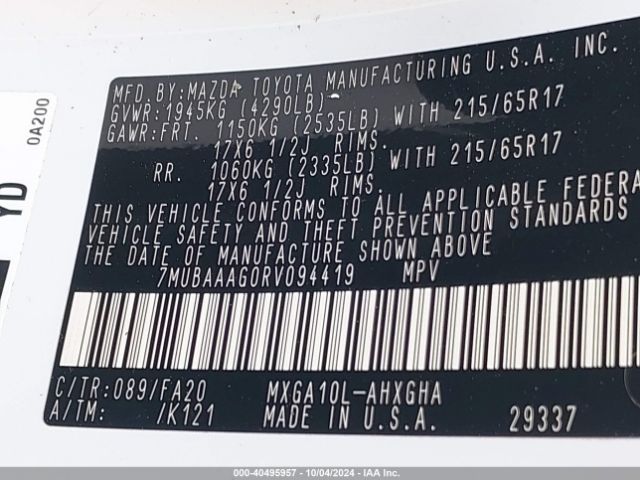 MFD. BY: MAZDA TOYOTA MANUFACTURING U.S.A. INC.
GVWR: 1945KG (4290LB)
GAWR: FRT. 1150KG (2535LB) WITH 215/65R17
17X6 1/2J RIMS.
RR. 1060KG (2335LB) WITH 215/65R17
17X6 1/2J RIMS.
THIS VEHICLE CONFORMS TO ALL APPLICABLE FEDERA
VEHICLE SAFETY AND THEFT PREVENTION STANDARDS
THE DATE OF MANUFACTURE SHOWN ABOVE
7MUBAAAG0RV094419 MPV
C/TR: 089/FA20 MXGA10L-AHXGHA
A/TM: /K121 MADE IN U.S.A. 29337
0A200
YD
© - 40495957 - 10/04/2024 - IAA Inc.